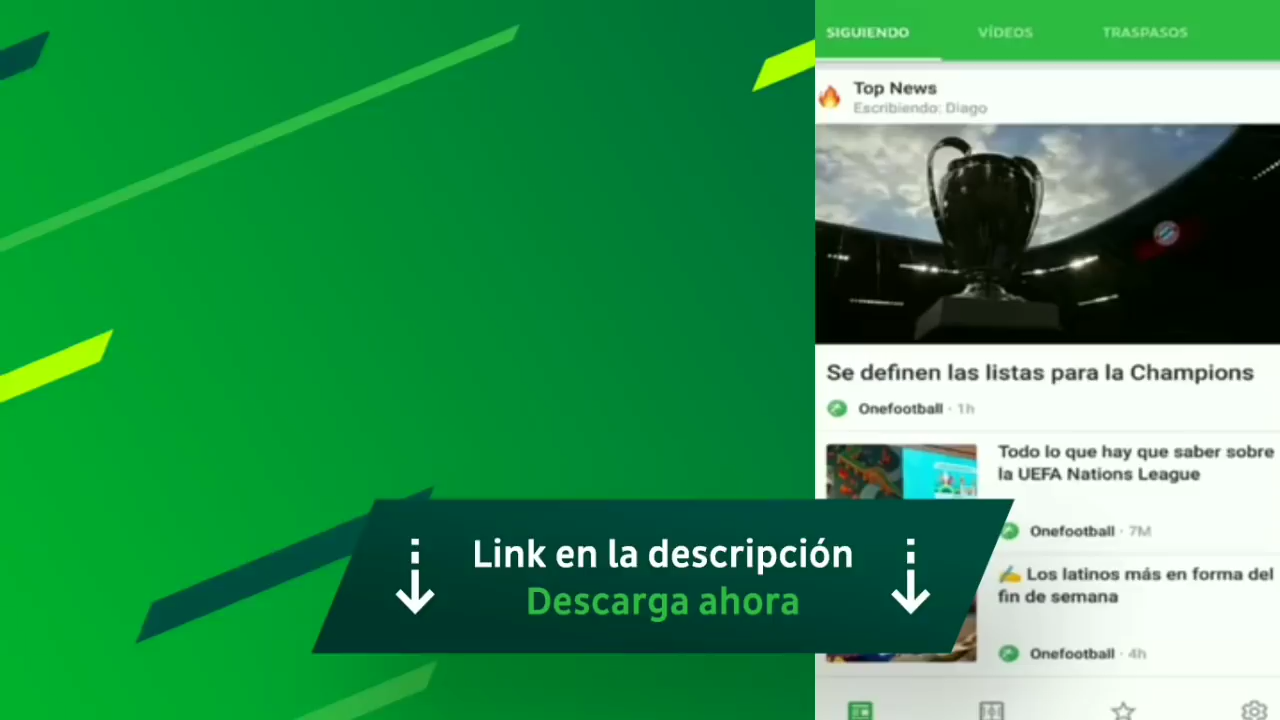 SIGUIENDO VÍDEOS TRASPASOS
Top News
Escribiendo: Diago
Se definen las listas para la Champions
Onefootball · 1h
Todo lo que hay que saber sobre
la UEFA Nations League
Onefootball · 7M
✍️ Los latinos más en forma del
fin de semana
Onefootball · 4h
Link en la descripción
Descarga ahora